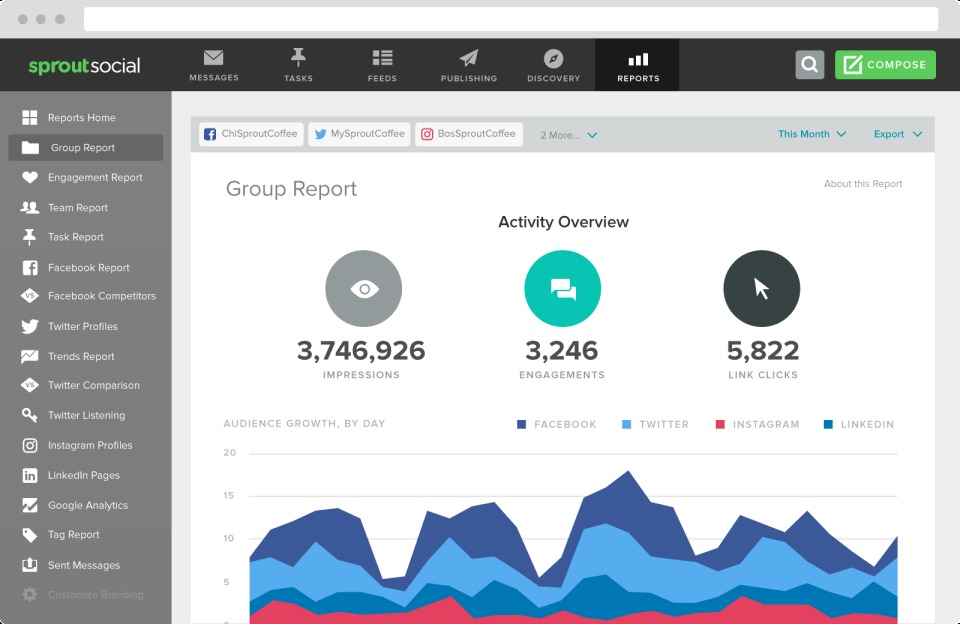 sproutsocial
MESSAGES
TASKS
FEEDS
PUBLISHING
DISCOVERY
REPORTS
COMPOSE
Reports Home
Group Report
Engagement Report
Team Report
Task Report
Facebook Report
VS Facebook Competitors
Twitter Profiles
Trends Report
VS Twitter Comparison
Twitter Listening
Instagram Profiles
LinkedIn Pages
Google Analytics
Tag Report
Sent Messages
Customize Branding
ChiSproutCoffee
MySproutCoffee
BosSproutCoffee
2 More...
This Month
Export
Group Report
About this Report
Activity Overview
3,746,926
IMPRESSIONS
3,246
ENGAGEMENTS
5,822
LINK CLICKS
AUDIENCE GROWTH, BY DAY
FACEBOOK
TWITTER
INSTAGRAM
LINKEDIN
20
15
10
5